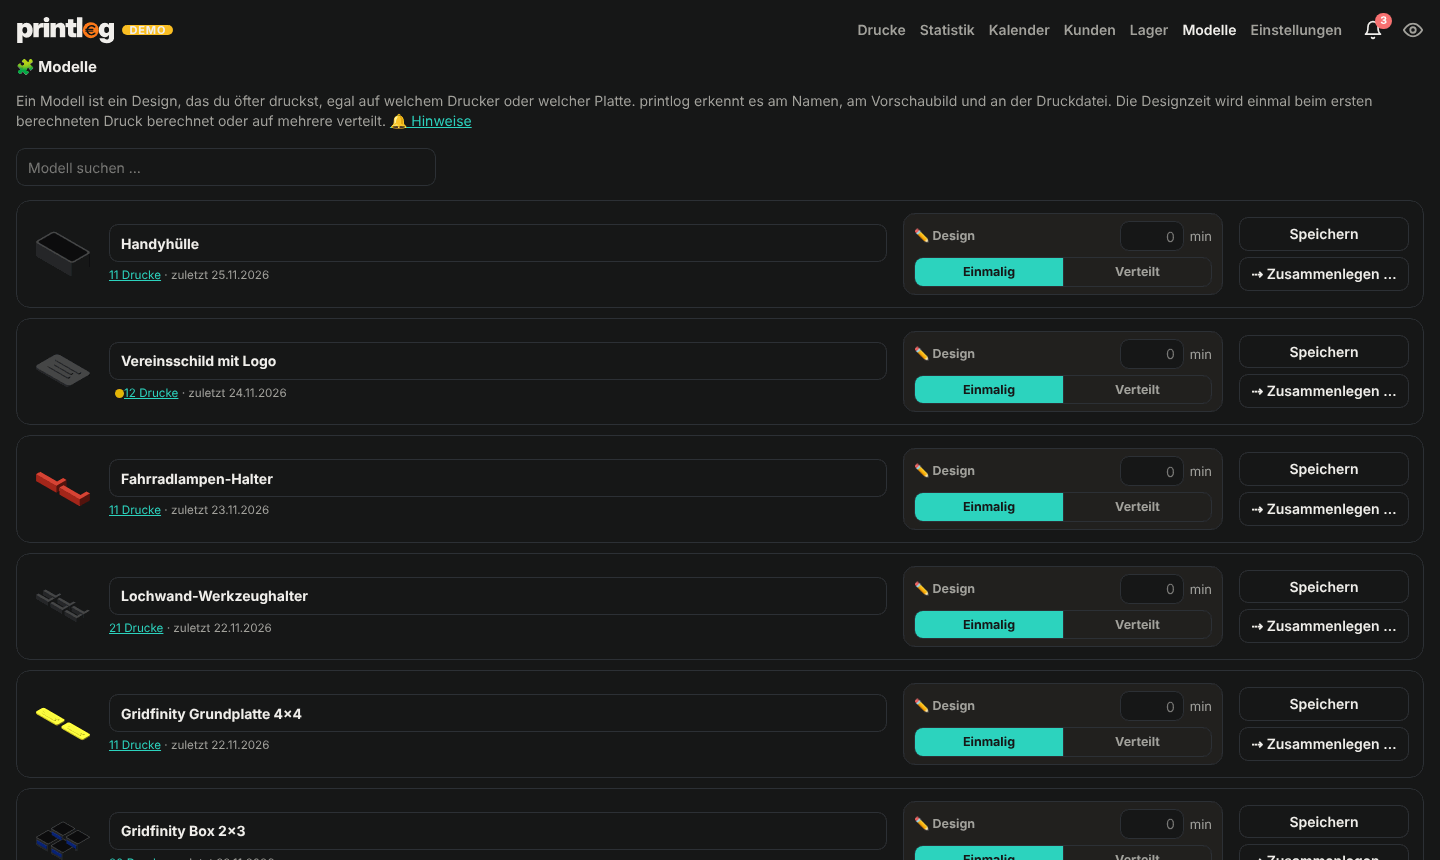 printlog DEMO
Drucke Statistik Kalender Kunden Lager Modelle Einstellungen 3
🧩 Modelle
Ein Modell ist ein Design, das du öfter druckst, egal auf welchem Drucker oder welcher Platte. printlog erkennt es am Namen, am Vorschaubild und an der Druckdatei. Die Designzeit wird einmal beim ersten
berechneten Druck berechnet oder auf mehrere verteilt. 🔔 Hinweise
Modell suchen ...
Handyhülle
11 Drucke · zuletzt 25.11.2026
✏️ Design 0 min
Einmalig Verteilt
Speichern
⇢ Zusammenlegen ...
Vereinsschild mit Logo
12 Drucke · zuletzt 24.11.2026
✏️ Design 0 min
Einmalig Verteilt
Speichern
⇢ Zusammenlegen ...
Fahrradlampen-Halter
11 Drucke · zuletzt 23.11.2026
✏️ Design 0 min
Einmalig Verteilt
Speichern
⇢ Zusammenlegen ...
Lochwand-Werkzeughalter
21 Drucke · zuletzt 22.11.2026
✏️ Design 0 min
Einmalig Verteilt
Speichern
⇢ Zusammenlegen ...
Gridfinity Grundplatte 4×4
11 Drucke · zuletzt 22.11.2026
✏️ Design 0 min
Einmalig Verteilt
Speichern
⇢ Zusammenlegen ...
Gridfinity Box 2×3
✏️ Design 0 min
Einmalig Verteilt
Speichern
⇢ Zusammenlegen ...